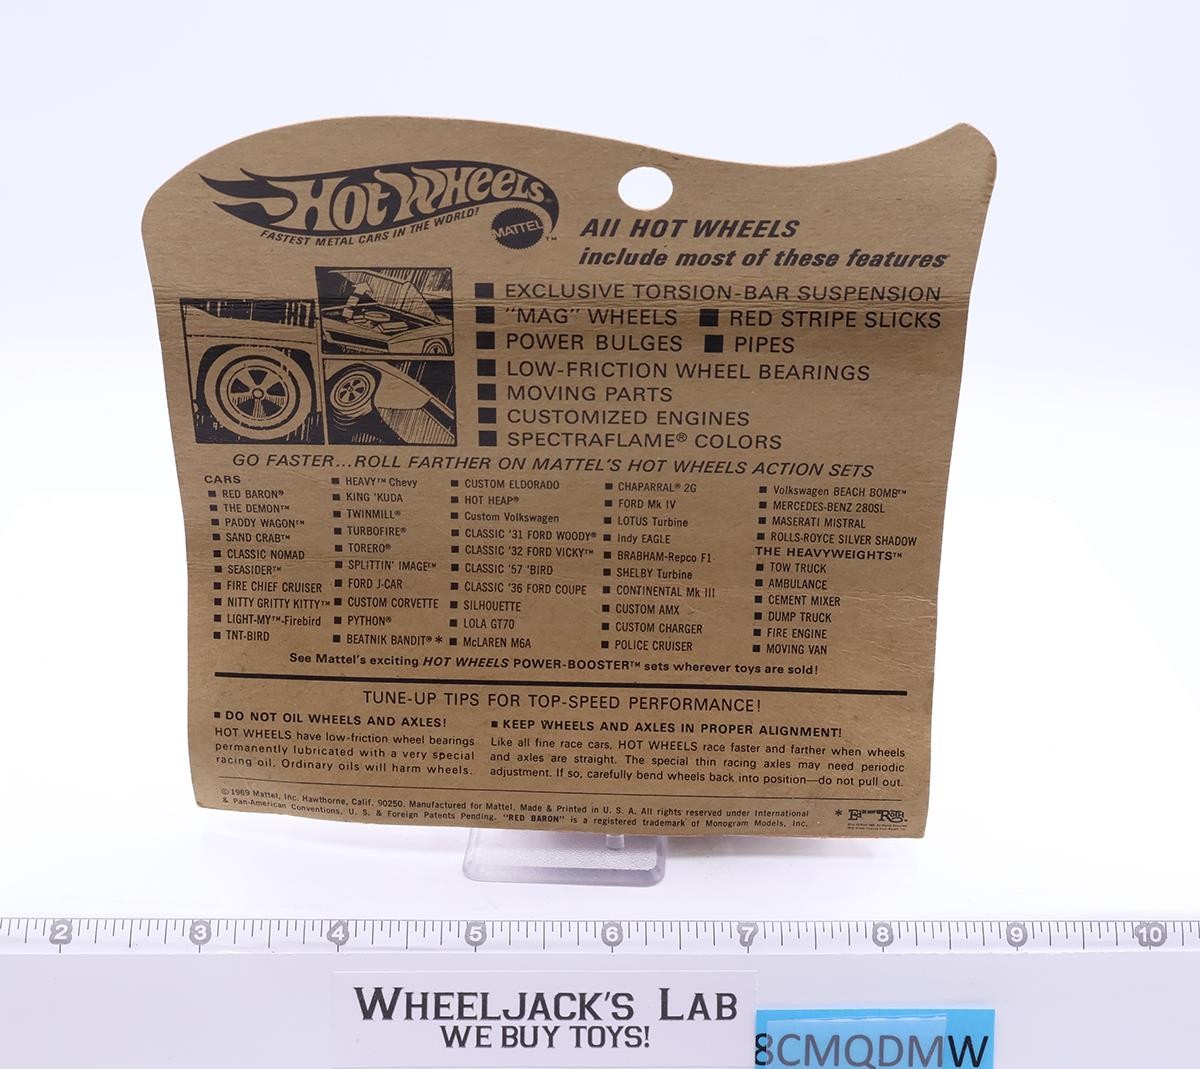 Hot Wheels®
FASTEST METAL CARS IN THE WORLD!
MATTEL™
All HOT WHEELS
include most of these features
■ EXCLUSIVE TORSION-BAR SUSPENSION
■ "MAG" WHEELS ■ RED STRIPE SLICKS
■ POWER BULGES ■ PIPES
■ LOW-FRICTION WHEEL BEARINGS
■ MOVING PARTS
■ CUSTOMIZED ENGINES
■ SPECTRAFLAME® COLORS
GO FASTER...ROLL FARTHER ON MATTEL'S HOT WHEELS ACTION SETS
CARS
■ RED BARON®
■ THE DEMON™
■ PADDY WAGON™
■ SAND CRAB™
■ CLASSIC NOMAD
■ SEASIDER™
■ FIRE CHIEF CRUISER
■ NITTY GRITTY KITTY™
■ LIGHT-MY™-Firebird
■ TNT-BIRD
■ HEAVY™ Chevy
■ KING 'KUDA
■ TWINMILL®
■ TURBOFIRE®
■ TORERO®
■ SPLITTIN' IMAGE™
■ FORD J-CAR
■ CUSTOM CORVETTE
■ PYTHON®
■ BEATNIK BANDIT® *
■ CUSTOM ELDORADO
■ HOT HEAP®
■ Custom Volkswagen
■ CLASSIC '31 FORD WOODY®
■ CLASSIC '32 FORD VICKY™
■ CLASSIC '57 'BIRD
■ CLASSIC '36 FORD COUPE
■ SILHOUETTE
■ LOLA GT70
■ McLAREN M6A
■ CHAPARRAL® 2G
■ FORD Mk IV
■ LOTUS Turbine
■ Indy EAGLE
■ BRABHAM-Repco F1
■ SHELBY Turbine
■ CONTINENTAL Mk III
■ CUSTOM AMX
■ CUSTOM CHARGER
■ POLICE CRUISER
■ Volkswagen BEACH BOMB™
■ MERCEDES-BENZ 280SL
■ MASERATI MISTRAL
■ ROLLS-ROYCE SILVER SHADOW
THE HEAVYWEIGHTS™
■ TOW TRUCK
■ AMBULANCE
■ CEMENT MIXER
■ DUMP TRUCK
■ FIRE ENGINE
■ MOVING VAN
See Mattel's exciting HOT WHEELS POWER-BOOSTER™ sets wherever toys are sold!
TUNE-UP TIPS FOR TOP-SPEED PERFORMANCE!
■ DO NOT OIL WHEELS AND AXLES!
HOT WHEELS have low-friction wheel bearings
permanently lubricated with a very special
racing oil. Ordinary oils will harm wheels.
■ KEEP WHEELS AND AXLES IN PROPER ALIGNMENT!
Like all fine race cars, HOT WHEELS race faster and farther when wheels
and axles are straight. The special thin racing axles may need periodic
adjustment. If so, carefully bend wheels back into position—do not pull out.
©1969 Mattel, Inc. Hawthorne, Calif. 90250. Manufactured for Mattel. Made & Printed in U. S. A. All rights reserved under International
& Pan-American Conventions, U. S. & Foreign Patents Pending. "RED BARON" is a registered trademark of Monogram Models, Inc.
* Ed "Big Daddy" Roth
2 3 4 5 6 7 8 9 10
WHEELJACK'S LAB
WE BUY TOYS!
8CMQDMW